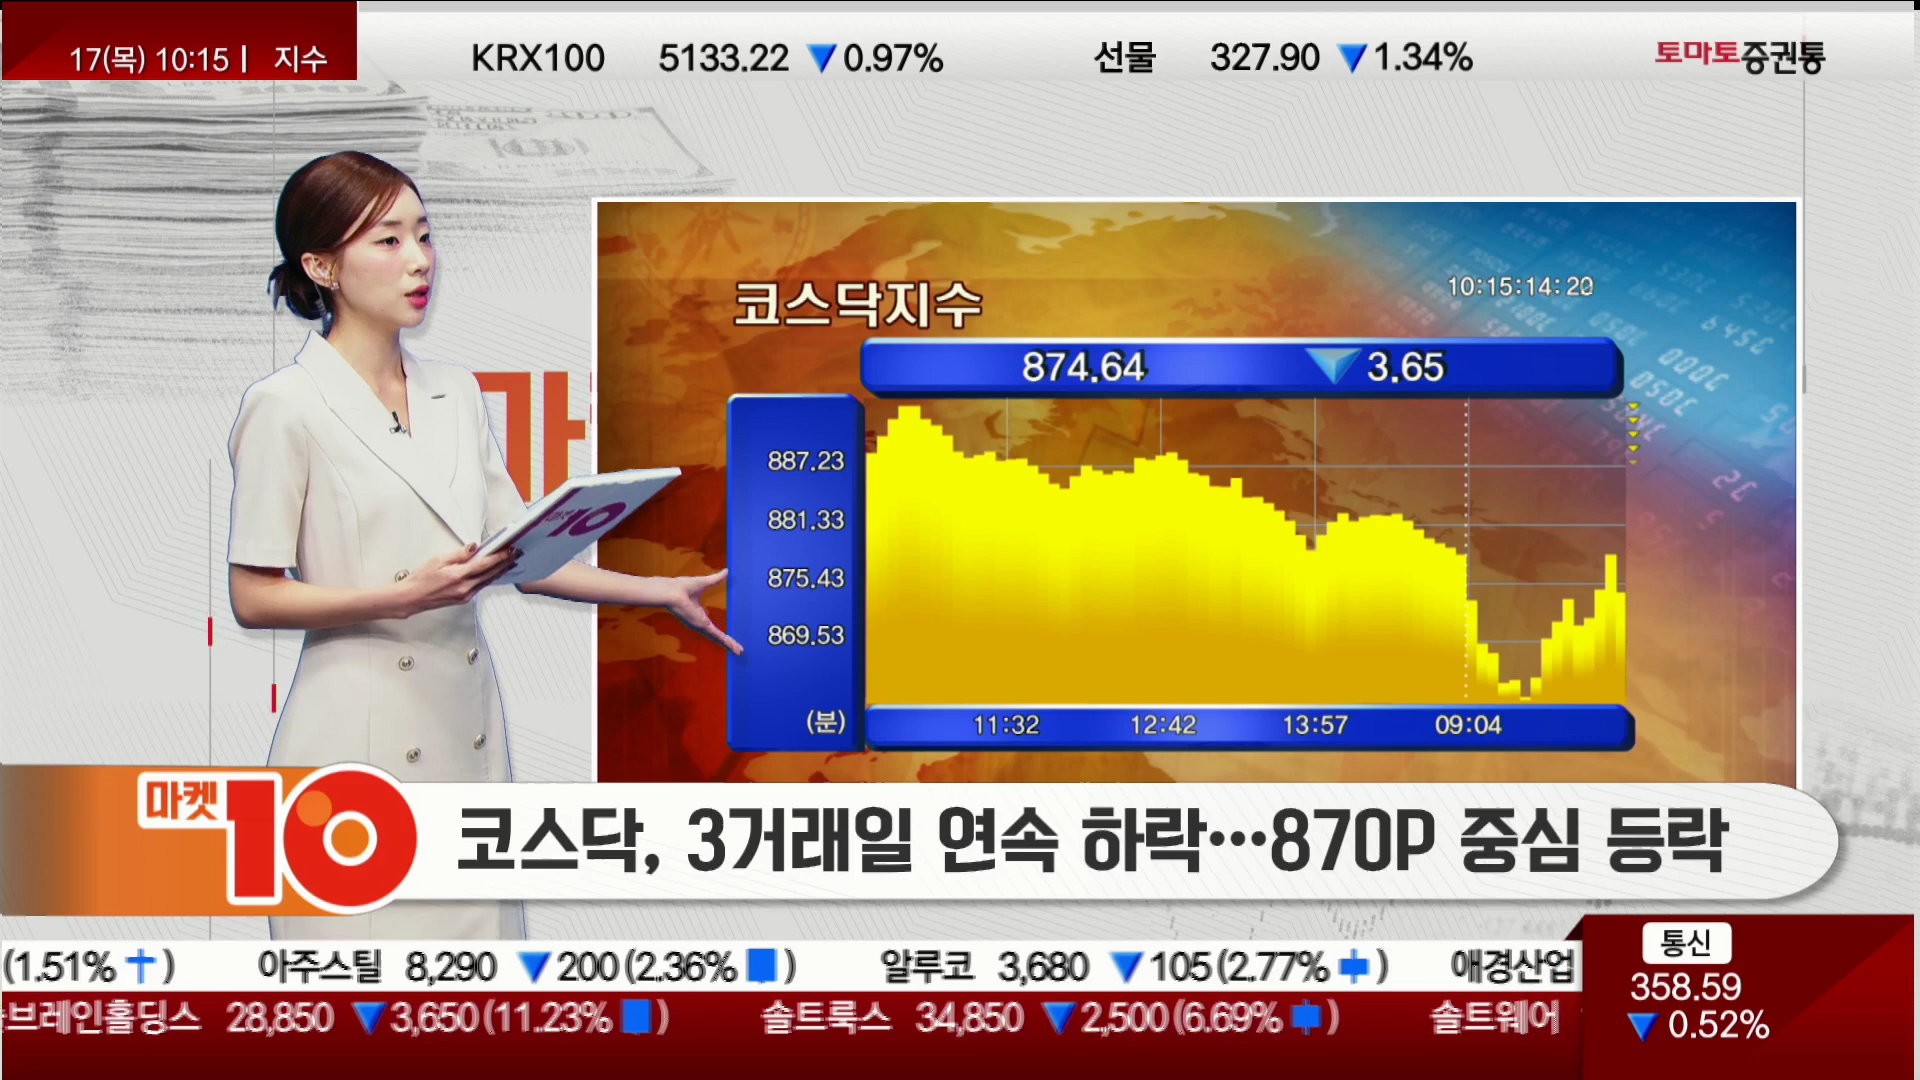 17(목) 10:15 | 지수
KRX100 5133.22 ▼0.97% 선물 327.90 ▼1.34%
토마토증권통
코스닥지수
10:15:14:20
874.64 ▼3.65
887.23
881.33
875.43
869.53
(분) 11:32 12:42 13:57 09:04
마켓
10
마켓10
코스닥, 3거래일 연속 하락…870P 중심 등락
(1.51% ) 아주스틸 8,290 ▼200(2.36% ) 알루코 3,680 ▼105(2.77% ) 애경산업
브레인홀딩스 28,850 ▼3,650(11.23% ) 솔트룩스 34,850 ▼2,500(6.69% ) 솔트웨어
통신
358.59
▼ 0.52%